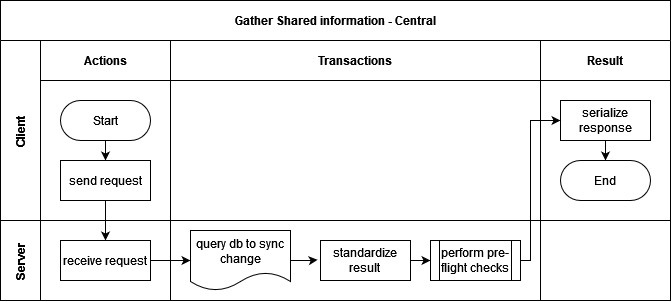 Gather Shared information - Central
Actions
Transactions
Result
Client
Start
serialize
response
send request
End
Server
receive request
query db to sync
change
standardize
result
perform pre-
flight checks